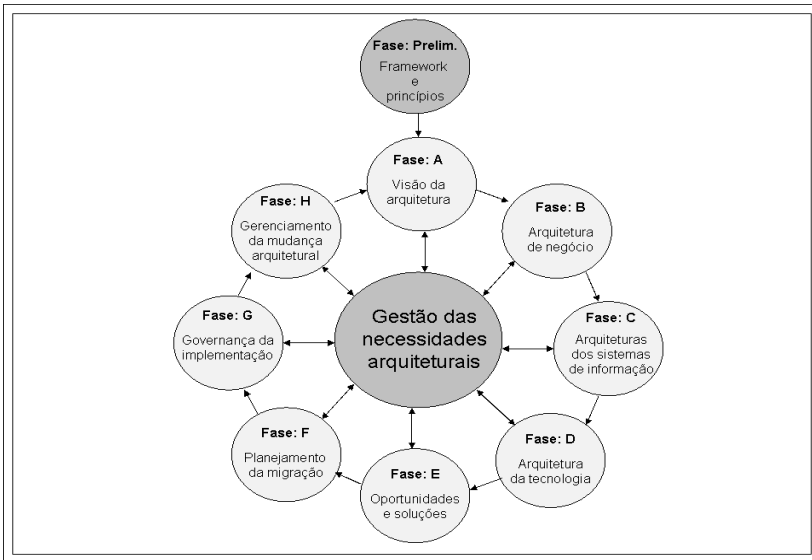 Fase: Prelim.
Framework
e
princípios
Fase: A
Visão da
arquitetura
Fase: B
Arquitetura
de negócio
Fase: C
Arquiteturas
dos sistemas
de informação
Fase: D
Arquitetura
da tecnologia
Fase: E
Oportunidades
e soluções
Fase: F
Planejamento
da migração
Fase: G
Governança da
implementação
Fase: H
Gerenciamento
da mudança
arquitetural
Gestão das
necessidades
arquiteturais